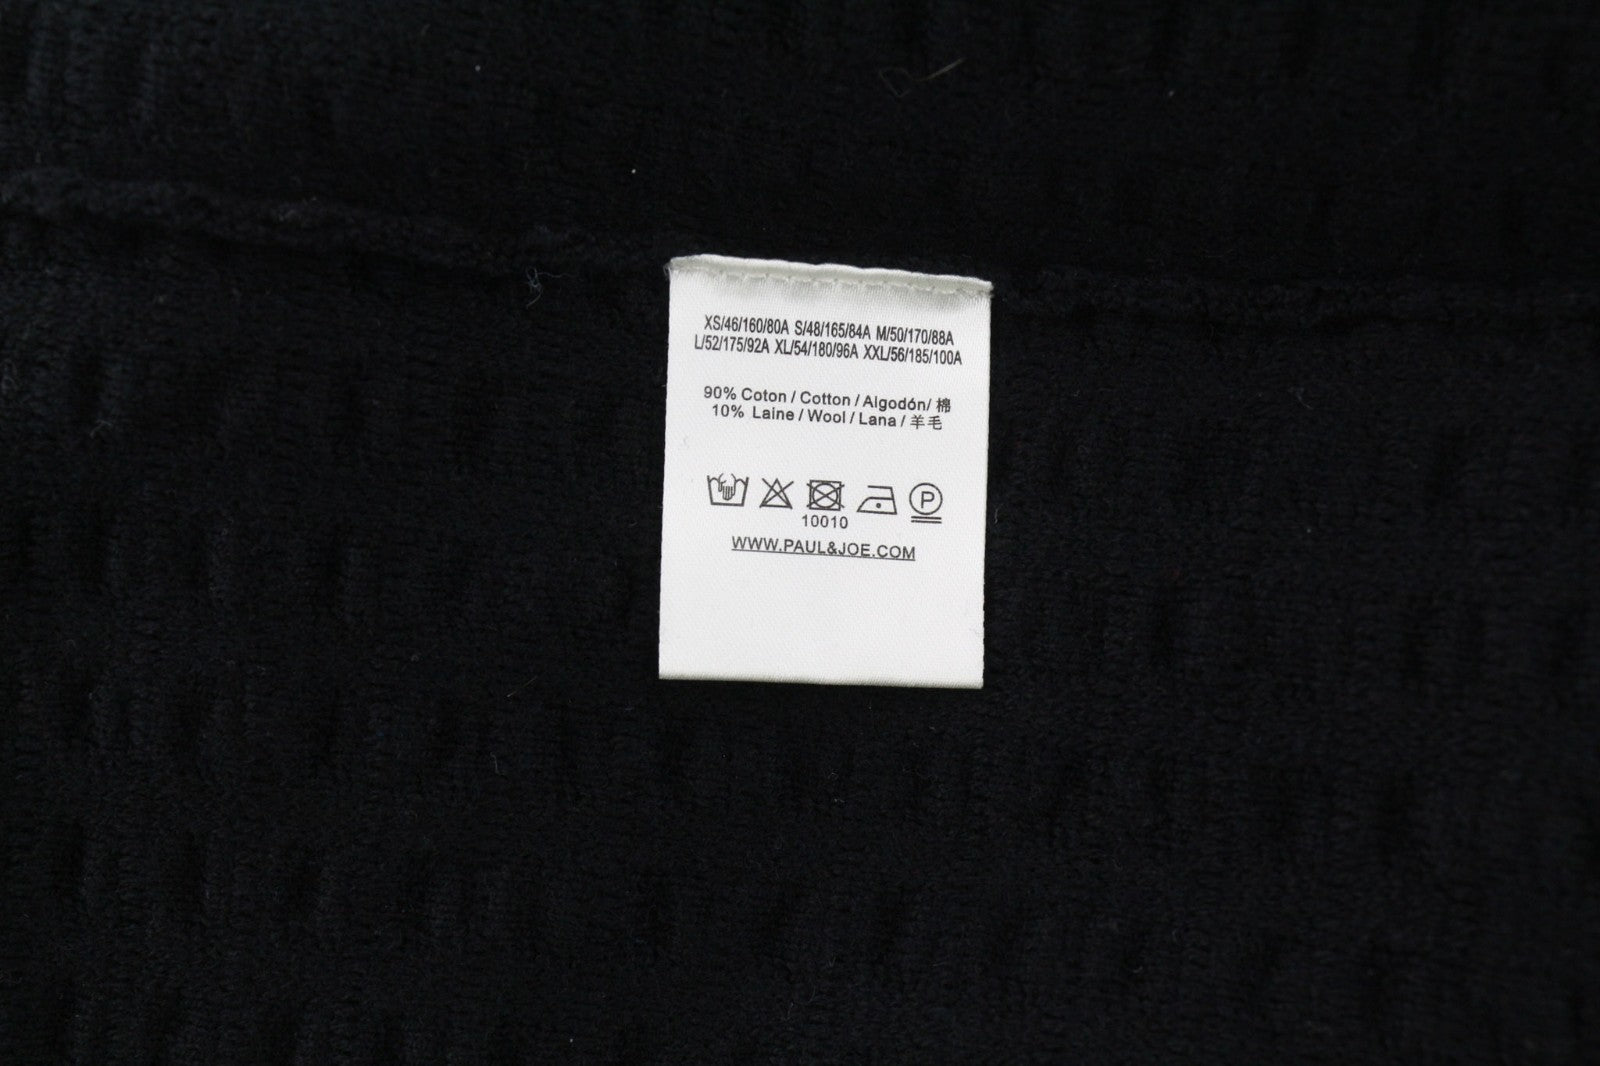 XS/46/160/80A S/48/165/84A M/50/170/88A
L/52/175/92A XL/54/180/96A XXL/56/185/100A
90% Coton / Cotton / Algodón/ 棉
10% Laine / Wool / Lana / 羊毛
P
10010
WWW.PAUL&JOE.COM